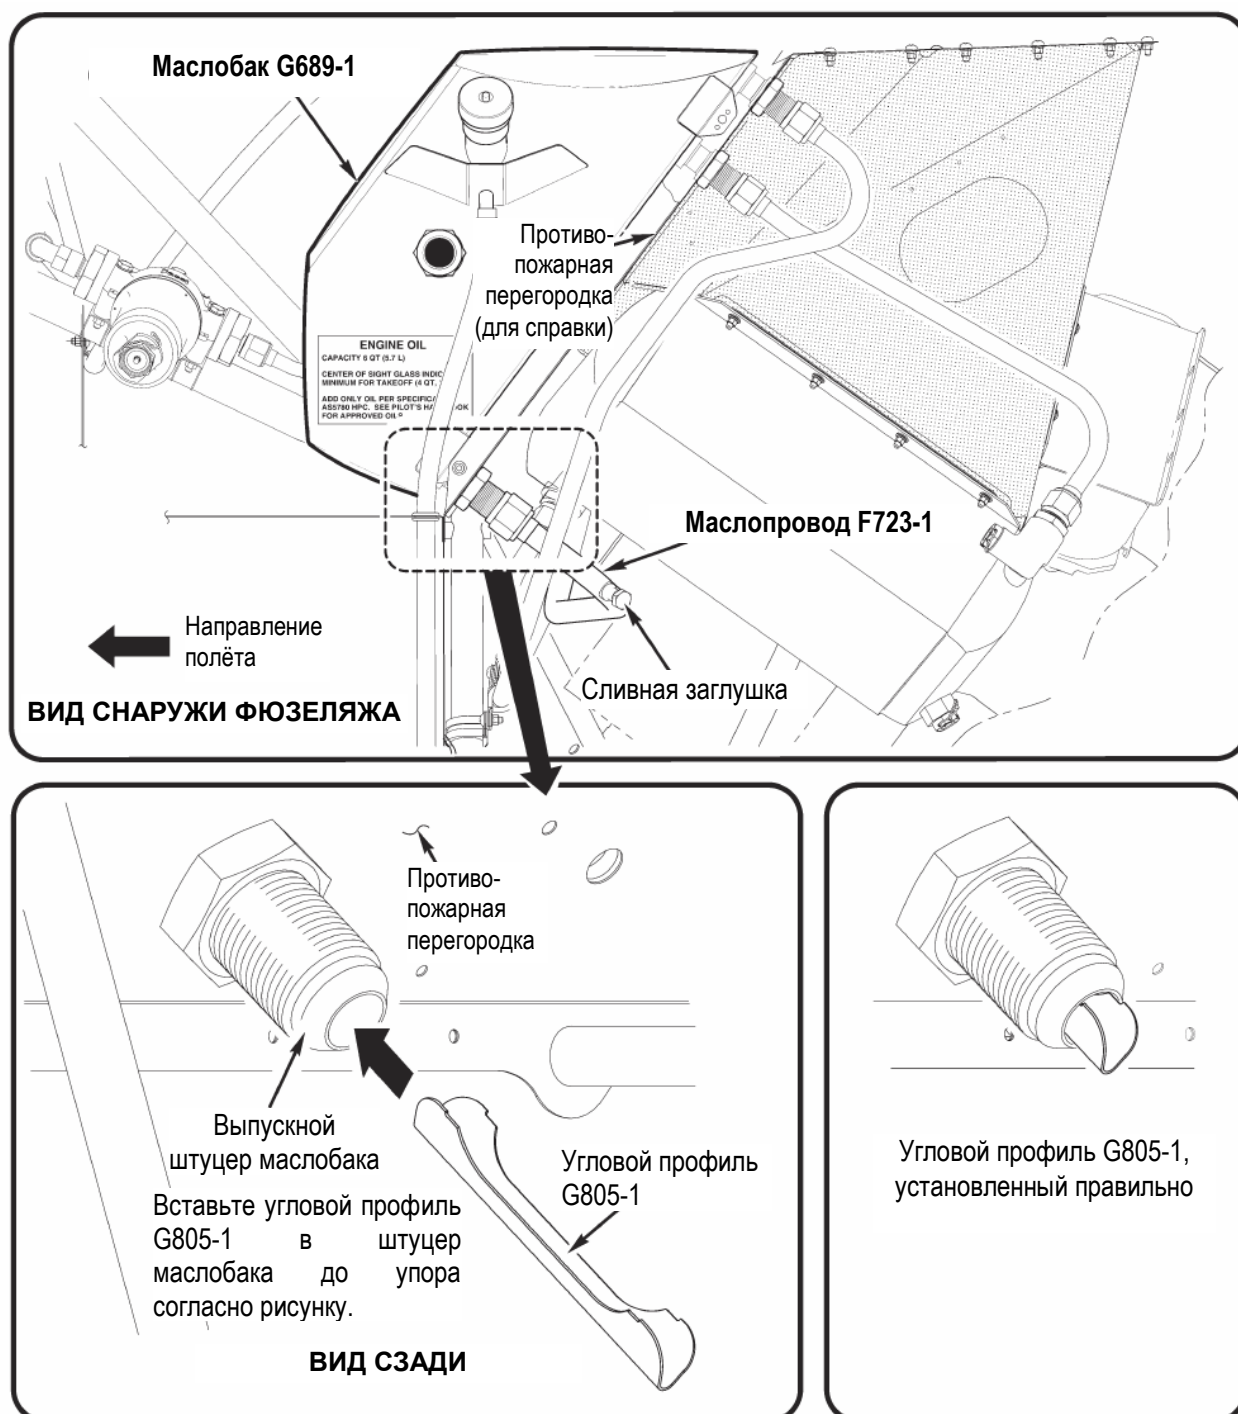 Маслобак G689-1
Противо-
пожарная
перегородка
(для справки)
ENGINE OIL
CAPACITY 6 QT (5.7 L)
CENTER OF SIGHT GLASS INDIC
MINIMUM FOR TAKEOFF (4 QT.
ADD ONLY OIL PER SPECIFICA
AS5780 HPC. SEE PILOT'S HA OOK
FOR APPROVED OIL
Маслопровод F723-1
Направление
полёта
Сливная заглушка
ВИД СНАРУЖИ ФЮЗЕЛЯЖА
Противо-
пожарная
перегородка
Выпускной
штуцер маслобака
Угловой профиль
G805-1
Вставьте угловой профиль
G805-1 в штуцер
маслобака до упора
согласно рисунку.
ВИД СЗАДИ
Угловой профиль G805-1,
установленный правильно